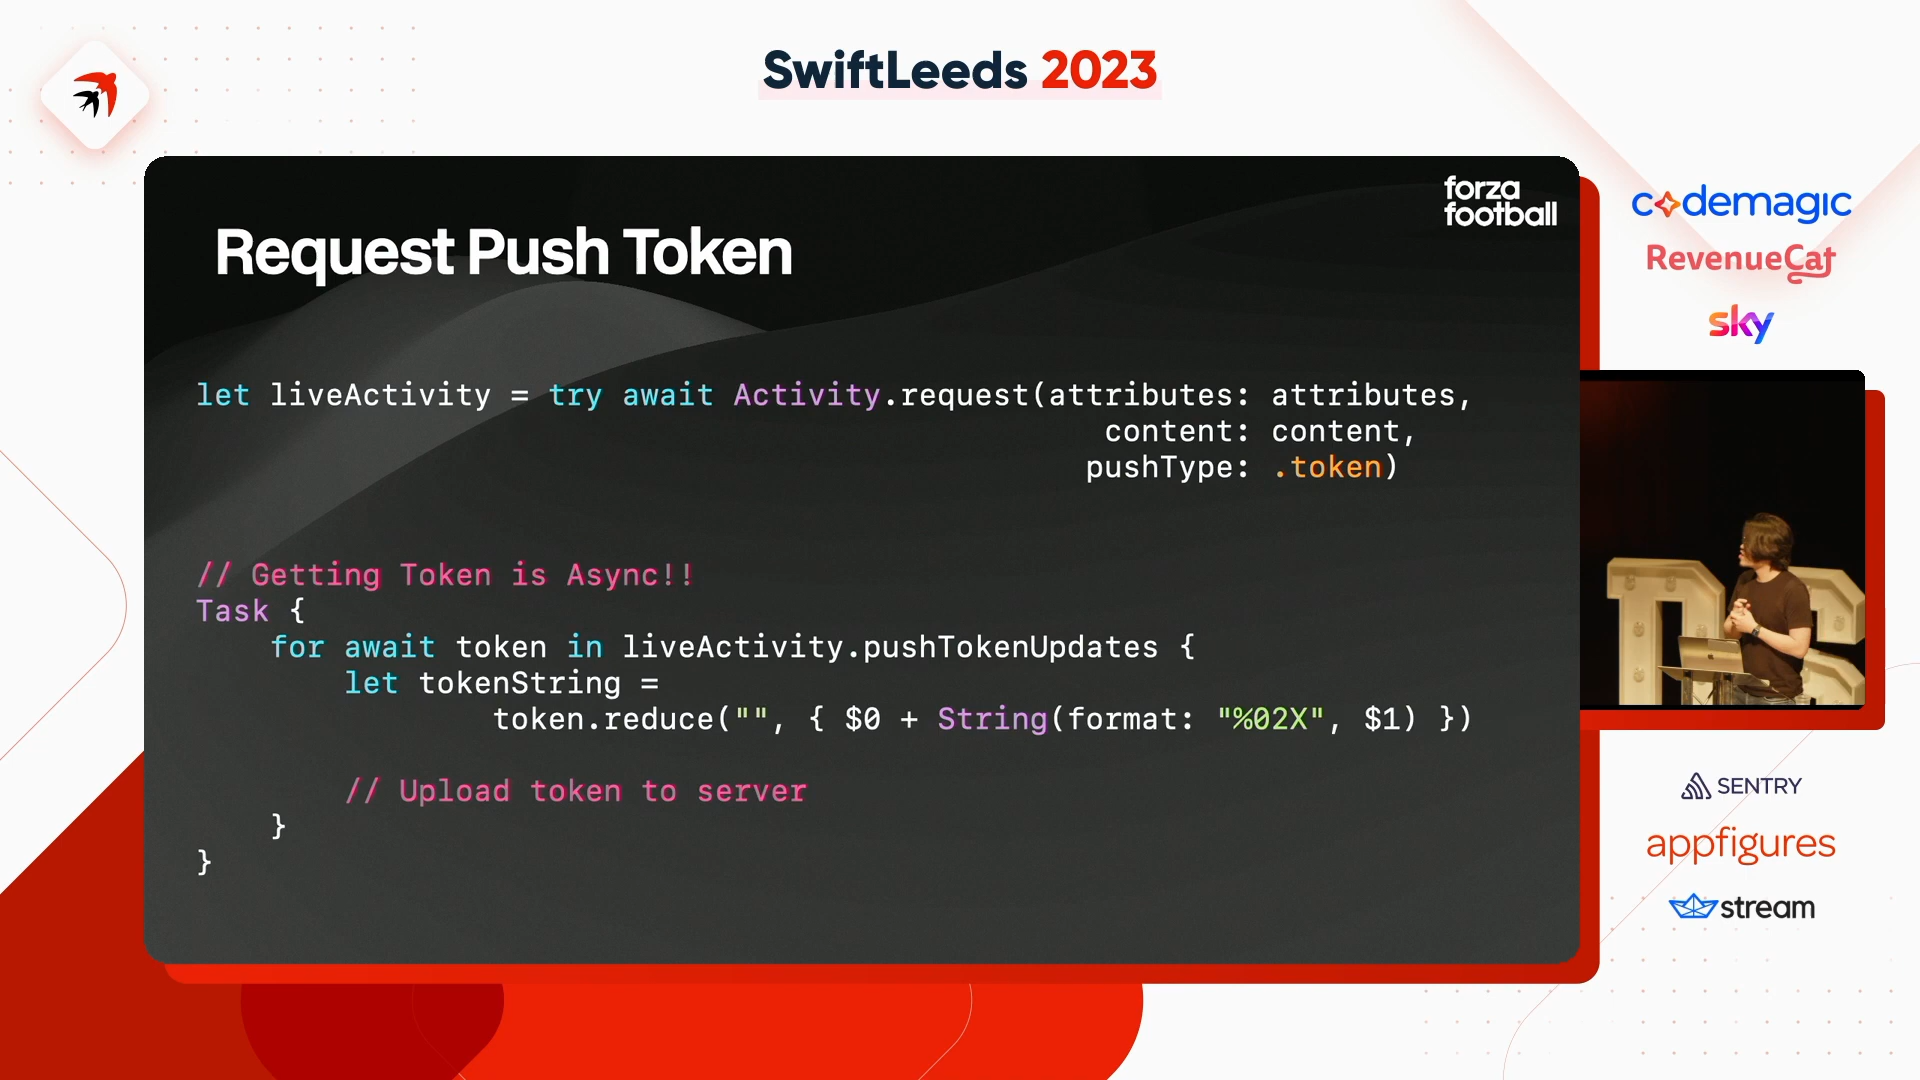 SwiftLeeds 2023
forza
football
Request Push Token
let liveActivity = try await Activity.request(attributes: attributes,
content: content,
pushType: .token)
// Getting Token is Async!!
Task {
for await token in liveActivity.pushTokenUpdates {
let tokenString =
token.reduce("", { $0 + String(format: "%02X", $1) })
// Upload token to server
}
}
codemagic
RevenueCat
sky
SENTRY
appfigures
stream